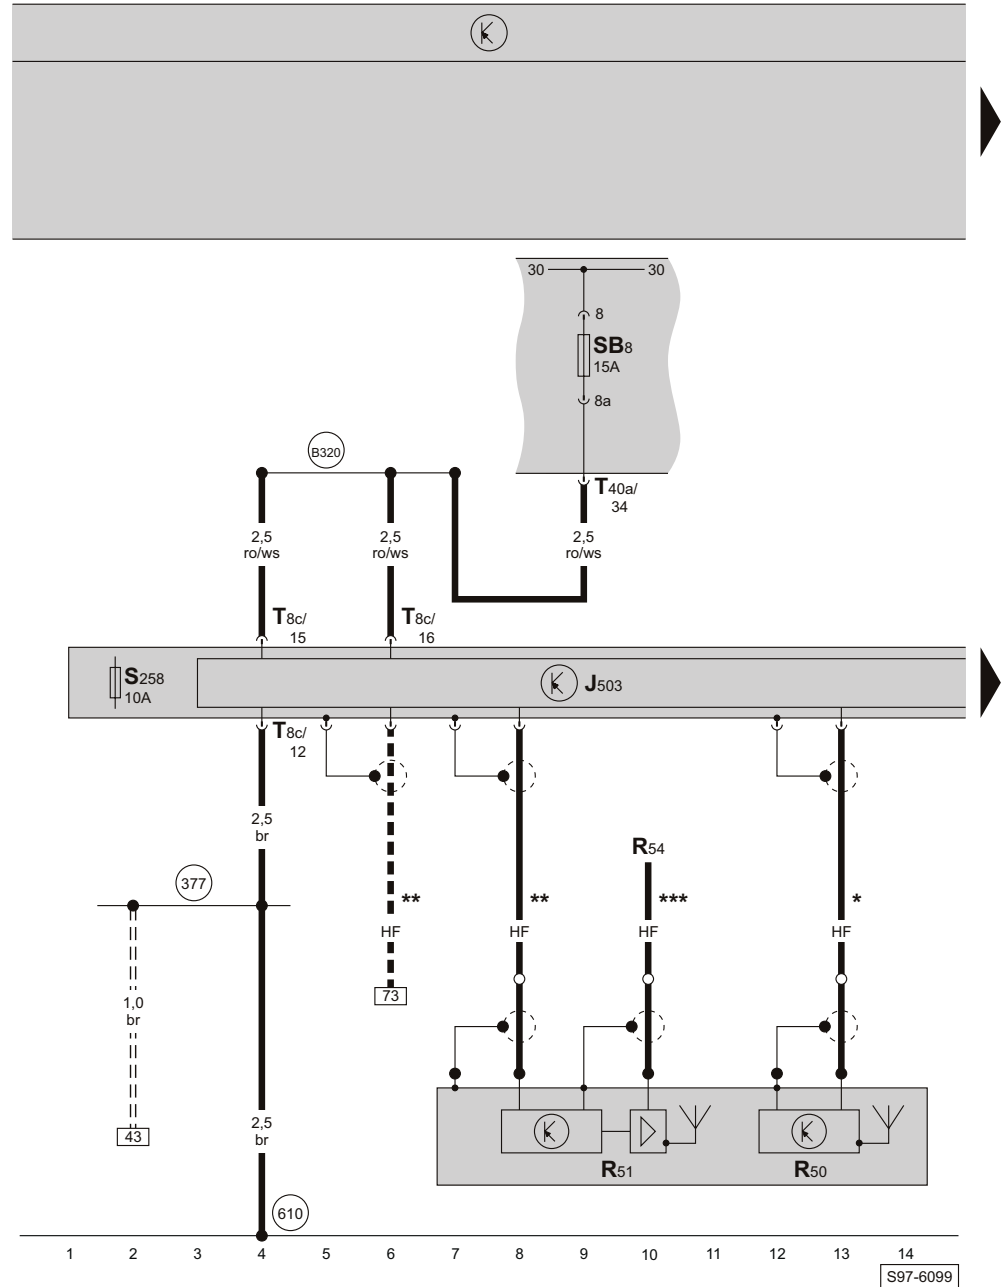 30 30
8
SB8
15A
8a
B320
T40a/
34
2,5 2,5 2,5
ro/ws ro/ws ro/ws
T8c/ T8c/
15 16
S258
10A
J503
T8c/
12
2,5
br
R54
377
** ** *** *
HF HF HF HF
73
1,0
br
43
2,5
br
R51 R50
610
1 2 3 4 5 6 7 8 9 10 11 12 13 14
S97-6099